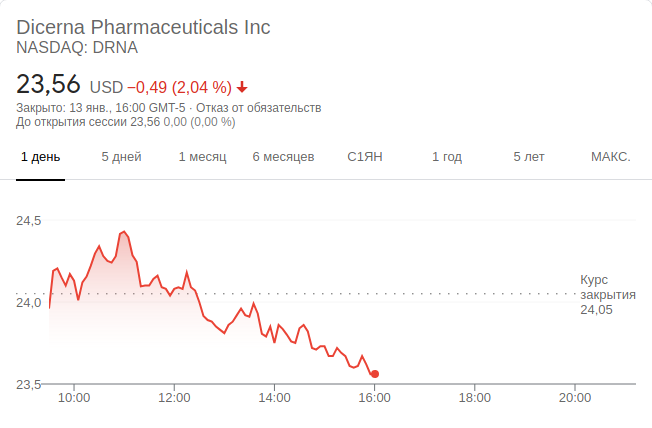 Dicerna Pharmaceuticals Inc
NASDAQ: DRNA
23,56 USD −0,49 (2,04 %)
Закрыто: 13 янв., 16:00 GMT-5 · Отказ от обязательств
До открытия сессии 23,56 0,00 (0,00 %)
1 день 5 дней 1 месяц 6 месяцев С1ЯН 1 год 5 лет МАКС.
24,5
24,0
23,5
Курс
закрытия
24,05
10:00 12:00 14:00 16:00 18:00 20:00